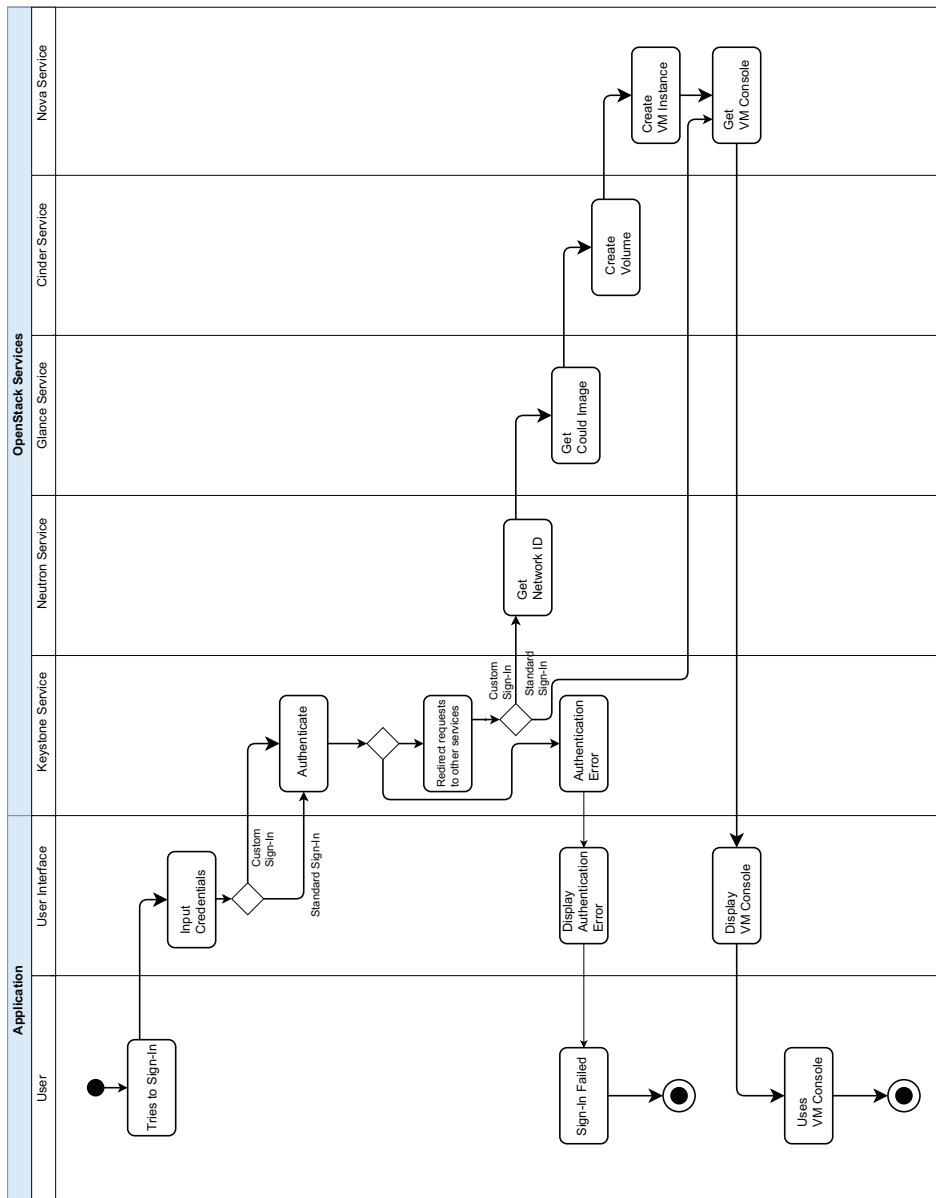 Application
OpenStack Services
User
User Interface
Keystone Service
Neutron Service
Glance Service
Cinder Service
Nova Service
Tries to Sign-In
Input
Credentials
Custom
Sign-In
Standard Sign-In
Authenticate
Redirect requests
to other services
Custom
Sign-In
Standard
Sign-In
Get
Network ID
Get
Could Image
Create
Volume
Create
VM Instance
Get
VM Console
Authentication
Error
Display
Authentication
Error
Sign-In Failed
Display
VM Console
Uses
VM Console